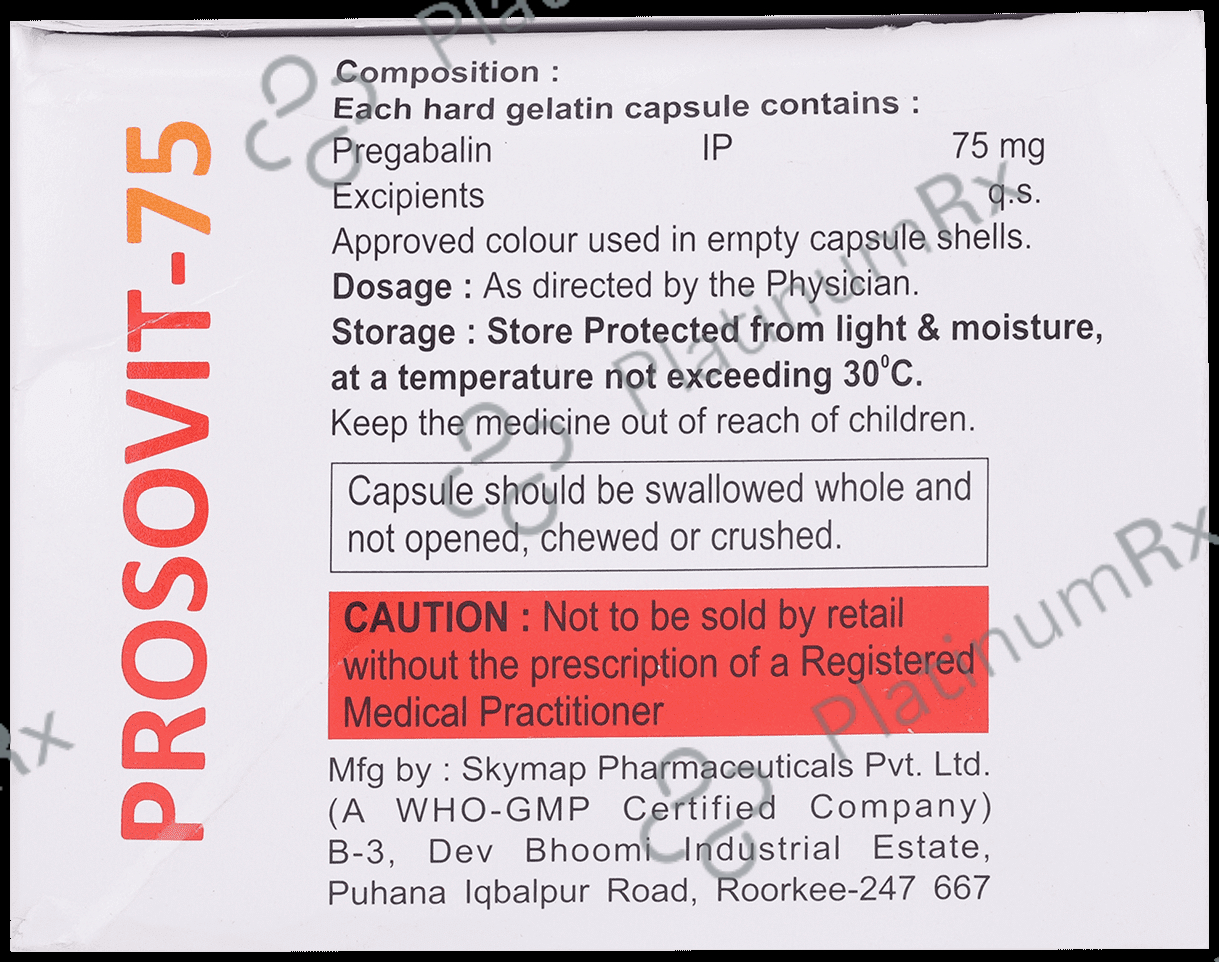 PROSOVIT-75
Composition :
Each hard gelatin capsule contains :
Pregabalin IP 75 mg
Excipients q.s.
Approved colour used in empty capsule shells.
Dosage : As directed by the Physician.
Storage : Store Protected from light & moisture,
at a temperature not exceeding 30⁰C.
Keep the medicine out of reach of children.
Capsule should be swallowed whole and
not opened, chewed or crushed.
CAUTION : Not to be sold by retail
without the prescription of a Registered
Medical Practitioner
Mfg by : Skymap Pharmaceuticals Pvt. Ltd.
(A WHO-GMP Certified Company)
B-3, Dev Bhoomi Industrial Estate,
Puhana Iqbalpur Road, Roorkee-247 667
PlatinumRx
PlatinumRx